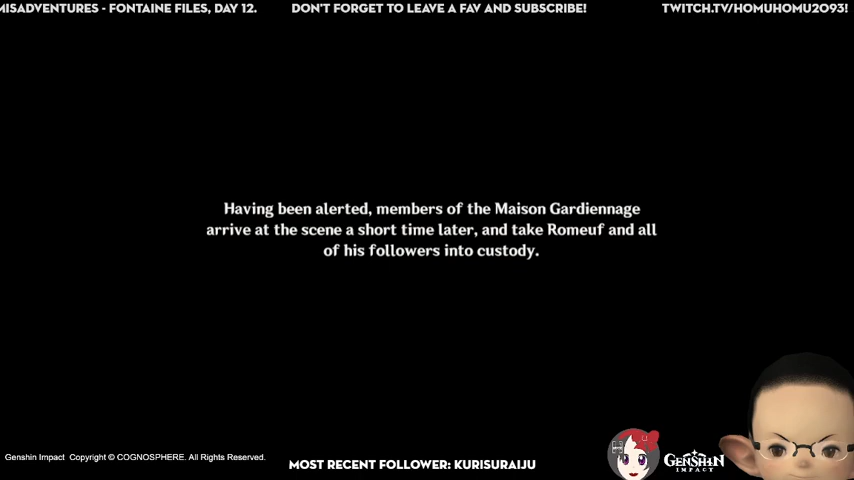 MISADVENTURES - FONTAINE FILES, DAY 12. DON'T FORGET TO LEAVE A FAV AND SUBSCRIBE! TWITCH.TV/HOMUHOMU2093!
Having been alerted, members of the Maison Gardiennage
arrive at the scene a short time later, and take Romeuf and all
of his followers into custody.
Genshin Impact Copyright © COGNOSPHERE. All Rights Reserved.
MOST RECENT FOLLOWER: KURISURAIJU
GENSHIN
IMPACT